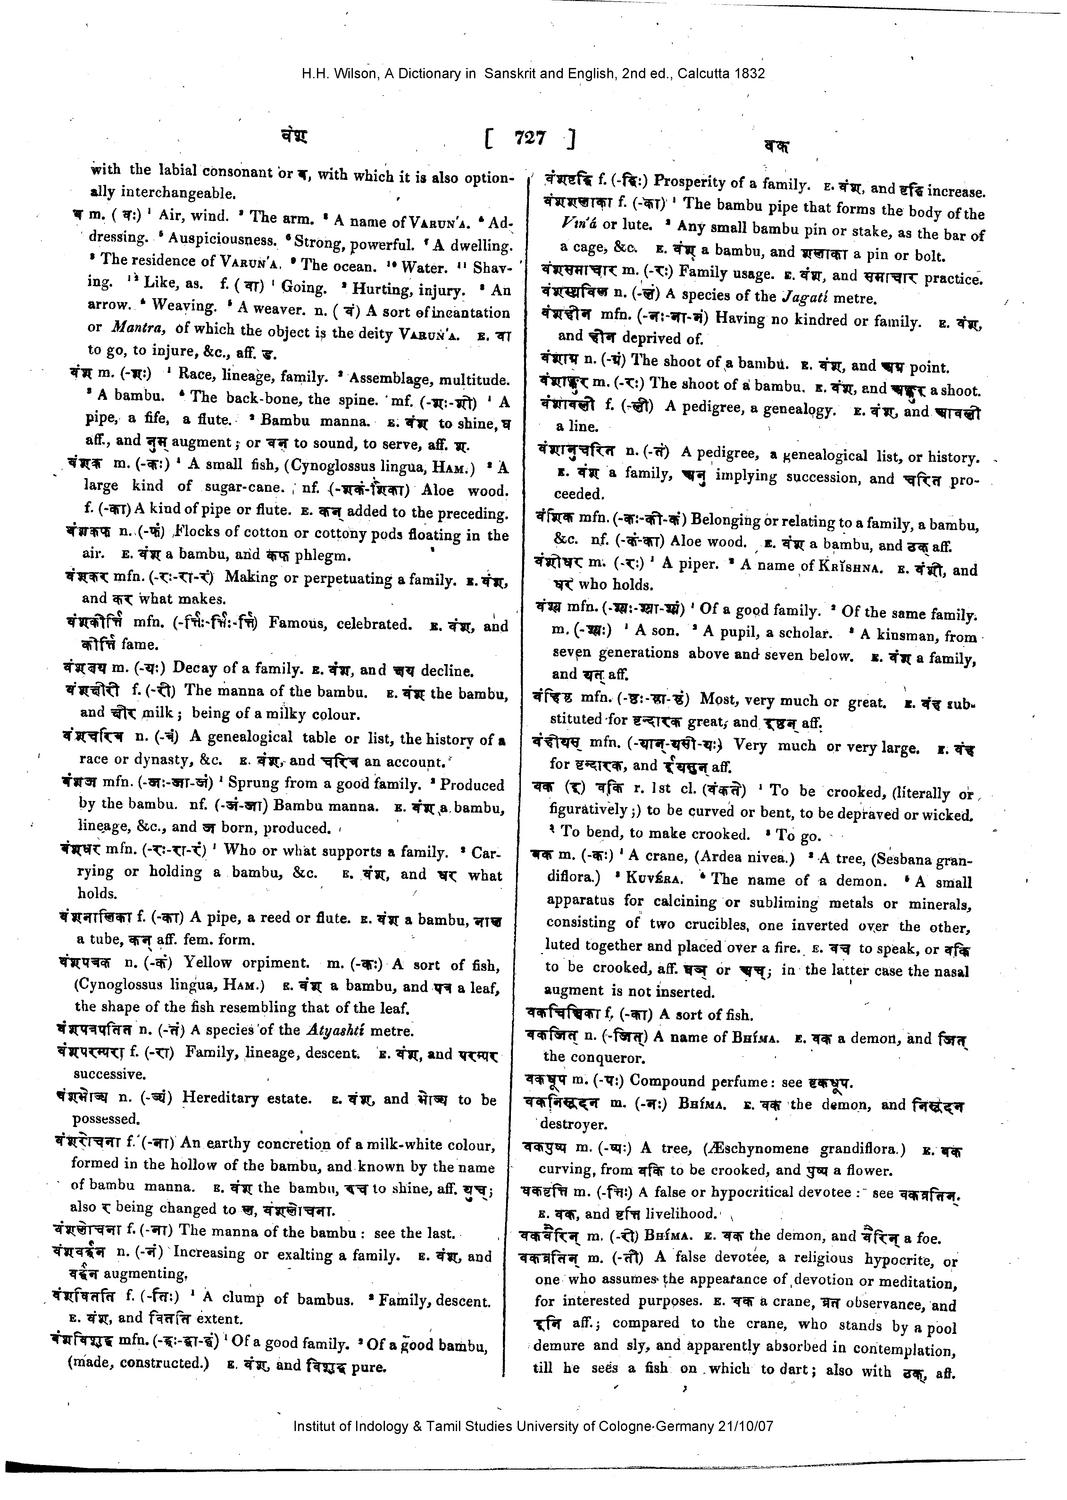 H.H. Wilson, A Dictionary in Sanskrit and English, 2nd ed., Calcutta 1832
वंश
[ 727 ]
वक
with the labial consonant or ब, with which it is also option-
ally interchangeable.
व m. ( वः) ¹ Air, wind. ² The arm. ³ A name of VARUN'A. ⁴ Ad-
dressing. ⁵ Auspiciousness. ⁶ Strong, powerful. ⁷ A dwelling.
⁸ The residence of VARUN'A. ⁹ The ocean. ¹⁰ Water. ¹¹ Shav-
ing. ¹² Like, as. f. ( वा) ¹ Going. ² Hurting, injury. ³ An
arrow. ⁴ Weaving. ⁵ A weaver. n. ( वं) A sort of incantation
or Mantra, of which the object is the deity VARUN'A. E. वा
to go, to injure, &c., aff. ड.
वंश m. (-शः) ¹ Race, lineage, family. ² Assemblage, multitude.
³ A bambu. ⁴ The back-bone, the spine. mf. (-शः-शी) ¹ A
pipe, a fife, a flute. ² Bambu manna. E. वंश् to shine, घ
aff., and नुम् augment; or वन् to sound, to serve, aff. श.
वंशक m. (-कः) ¹ A small fish, (Cynoglossus lingua, HAM.) ² A
large kind of sugar-cane. nf. (-शकं-शिका) Aloe wood.
f. (-का) A kind of pipe or flute. E. कन् added to the preceding.
वंशकफ n. (-फं) Flocks of cotton or cottony pods floating in the
air. E. वंश a bambu, and कफ phlegm.
वंशकर mfn. (-रः-रा-रं) Making or perpetuating a family. E. वंश,
and कर what makes.
वंशकीर्त्ति mfn. (-र्त्तिः-र्त्तिः-र्त्ति) Famous, celebrated. E. वंश, and
कीर्त्ति fame.
वंशक्षय m. (-यः) Decay of a family. E. वंश, and क्षय decline.
वंशक्षीरी f. (-री) The manna of the bambu. E. वंश the bambu,
and क्षीर milk; being of a milky colour.
वंशचरित्र n. (-त्रं) A genealogical table or list, the history of a
race or dynasty, &c. E. वंश, and चरित्र an account.
वंशज mfn. (-जः-जा-जं) ¹ Sprung from a good family. ² Produced
by the bambu. nf. (-जं-जा) Bambu manna. E. वंश a bambu,
lineage, &c., and ज born, produced.
वंशधर mfn. (-रः-रा-रं) ¹ Who or what supports a family. ² Car-
rying or holding a bambu, &c. E. वंश, and धर what
holds.
वंशनालिका f. (-का) A pipe, a reed or flute. E. वंश a bambu, नाल
a tube, कन् aff. fem. form.
वंशपत्रक n. (-कं) Yellow orpiment. m. (-कः) A sort of fish,
(Cynoglossus lingua, HAM.) E. वंश a bambu, and पत्र a leaf,
the shape of the fish resembling that of the leaf.
वंशपत्रपतित n. (-तं) A species of the Atyashti metre.
वंशपरम्परा f. (-रा) Family, lineage, descent. E. वंश, and परम्पर
successive.
वंशभोज्य n. (-ज्यं) Hereditary estate. E. वंश, and भोज्य to be
possessed.
वंशरोचना f. (-ना) An earthy concretion of a milk-white colour,
formed in the hollow of the bambu, and known by the name
of bambu manna. E. वंश the bambu, रुच to shine, aff. युच्;
also र being changed to ल, वंशलोचना.
वंशलोचना f. (-ना) The manna of the bambu: see the last.
वंशवर्द्धन n. (-नं) Increasing or exalting a family. E. वंश, and
वर्द्धन augmenting,
वंशवितति f. (-तिः) ¹ A clump of bambus. ² Family, descent.
E. वंश, and वितति extent.
वंशविशुद्ध mfn. (-द्धः-द्धा-द्धं) ¹ Of a good family. ² Of a good bambu,
(made, constructed.) E. वंश, and विशुद्ध pure.
वंशवृद्धि f. (-द्धिः) Prosperity of a family. E. वंश, and वृद्धि increase.
वंशशलाका f. (-का) ¹ The bambu pipe that forms the body of the
Vin'á or lute. ² Any small bambu pin or stake, as the bar of
a cage, &c. E. वंश a bambu, and शलाका a pin or bolt.
वंशसमाचार m. (-रः) Family usage. E. वंश, and समाचार practice.
n. (-लं) A species of the Jagati metre.
वंशहीन mfn. (-नः-ना-नं) Having no kindred or family. E. वंश,
and हीन deprived of.
वंशाग्र n. (-ग्रं) The shoot of a bambu. E. वंश, and अग्र point.
वंशाङ्कुर m. (-रः) The shoot of a bambu. E. वंश, and अङ्कुर a shoot.
वंशावली f. (-ली) A pedigree, a genealogy. E. वंश, and आवली
a line.
वंशानुचरित n. (-तं) A pedigree, a genealogical list, or history.
E. वंश a family, अनु implying succession, and चरित pro-
ceeded.
वंशिक mfn. (-कः-की-कं) Belonging or relating to a family, a bambu,
&c. nf. (-कं-का) Aloe wood. E. वंश a bambu, and ठक् aff.
वंशीधर m. (-रः) ¹ A piper. ² A name of KRĬSHNA. E. वंशी, and
धर who holds.
वंश्य mfn. (-श्यः-श्या-श्यं) ¹ Of a good family. ² Of the same family.
m. (-श्यः) ¹ A son. ² A pupil, a scholar. ³ A kinsman, from
seven generations above and seven below. E. वंश a family,
and यत् aff.
वंहिष्ठ mfn. (-ष्ठः-ष्ठा-ष्ठं) Most, very much or great. E. वंह sub-
stituted for वृन्दारक great, and इष्ठन् aff.
वंहीयस् mfn. (-यान्-यसी-यः) Very much or very large. E. वंह
for वृन्दारक, and ईयसुन् aff.
वक (इ) वकि r. 1st cl. (वंकते) ¹ To be crooked, (literally or
figuratively;) to be curved or bent, to be depraved or wicked.
² To bend, to make crooked. ³ To go.
वक m. (-कः) ¹ A crane, (Ardea nivea.) ² A tree, (Sesbana gran-
diflora.) ³ KUVÉRA. ⁴ The name of a demon. ⁵ A small
apparatus for calcining or subliming metals or minerals,
consisting of two crucibles, one inverted over the other,
luted together and placed over a fire. E. वच to speak, or वकि
to be crooked, aff. घञ् or अच्; in the latter case the nasal
augment is not inserted.
वकचिञ्चिका f. (-का) A sort of fish.
वकजित् n. (-जित्) A name of BHÍMA. E. वक a demon, and जित्
the conqueror.
वकधूप m. (-पः) Compound perfume: see वृकधूप.
वकनिसूदन m. (-नः) BHÍMA. E. वक the demon, and निसूदन
destroyer.
वकपुष्प m. (-ष्पः) A tree, (Æschynomene grandiflora.) E. वक
curving, from वकि to be crooked, and पुष्प a flower.
वकवृत्ति m. (-त्तिः) A false or hypocritical devotee: see वकव्रतिन्.
E. वक, and वृत्ति livelihood.
वकवैरिन् m. (-री) BHÍMA. E. वक the demon, and वैरिन् a foe.
वकव्रतिन् m. (-ती) A false devotee, a religious hypocrite, or
one who assumes the appearance of devotion or meditation,
for interested purposes. E. वक a crane, व्रत observance, and
इनि aff.; compared to the crane, who stands by a pool
demure and sly, and apparently absorbed in contemplation,
till he sees a fish on which to dart; also with ठक्, aff.
Institut of Indology & Tamil Studies University of Cologne-Germany 21/10/07